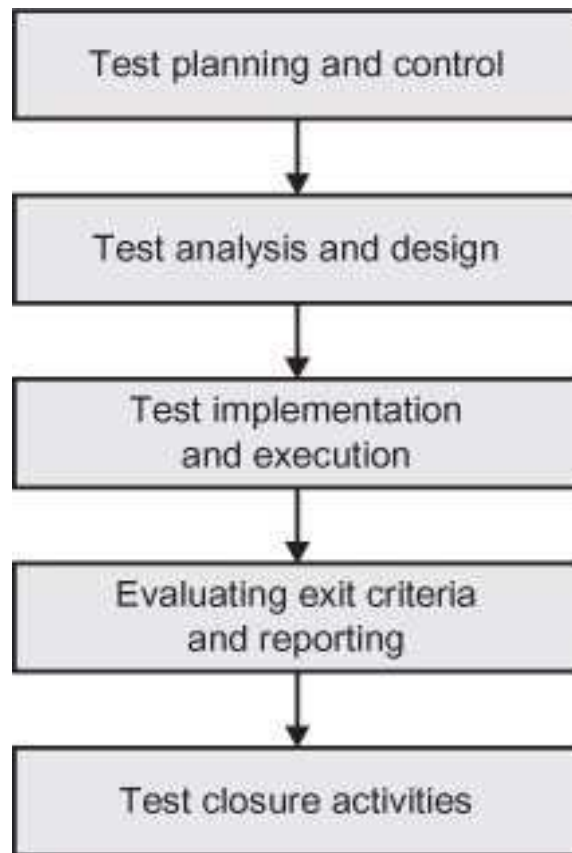 Test planning and control
Test analysis and design
Test implementation
and execution
Evaluating exit criteria
and reporting
Test closure activities